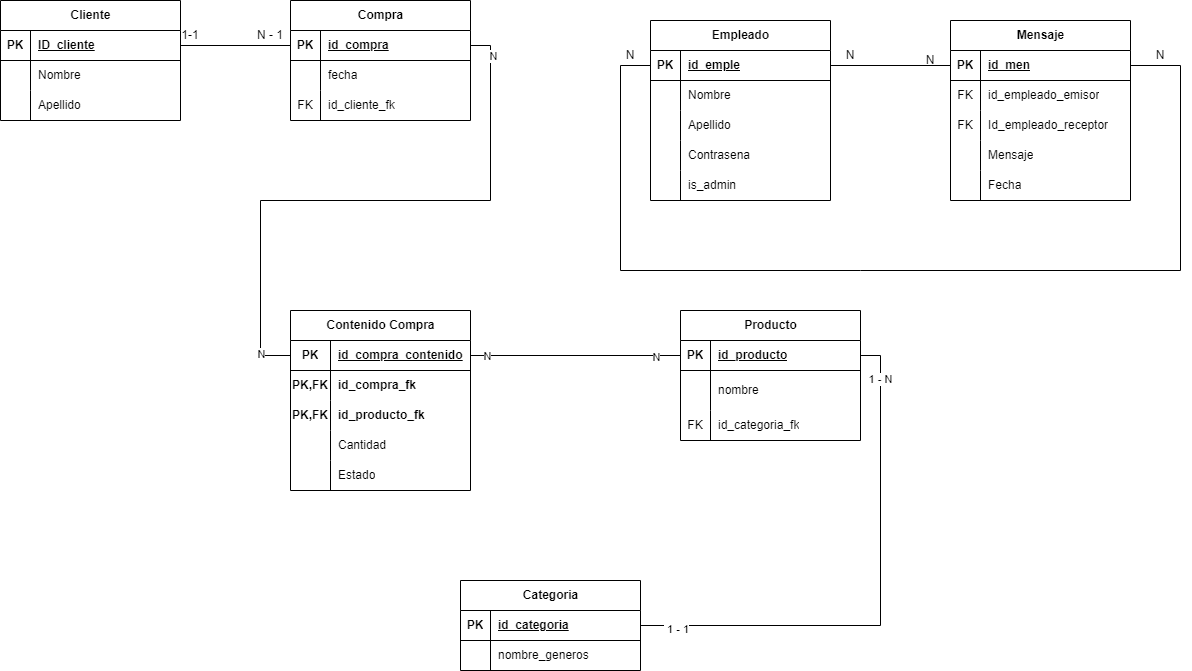 Cliente
PK ID_cliente
Nombre
Apellido
1-1
N - 1
Compra
PK id_compra
fecha
FK id_cliente_fk
N
Empleado
N
PK id_emple
Nombre
Apellido
Contrasena
is_admin
N
N
Mensaje
PK id_men
FK id_empleado_emisor
FK Id_empleado_receptor
Mensaje
Fecha
N
Contenido Compra
N
PK id_compra_contenido
PK,FK id_compra_fk
PK,FK id_producto_fk
Cantidad
Estado
N
N
Producto
PK id_producto
nombre
FK id_categoria_fk
1 - N
Categoria
PK id_categoria
nombre_generos
1 - 1